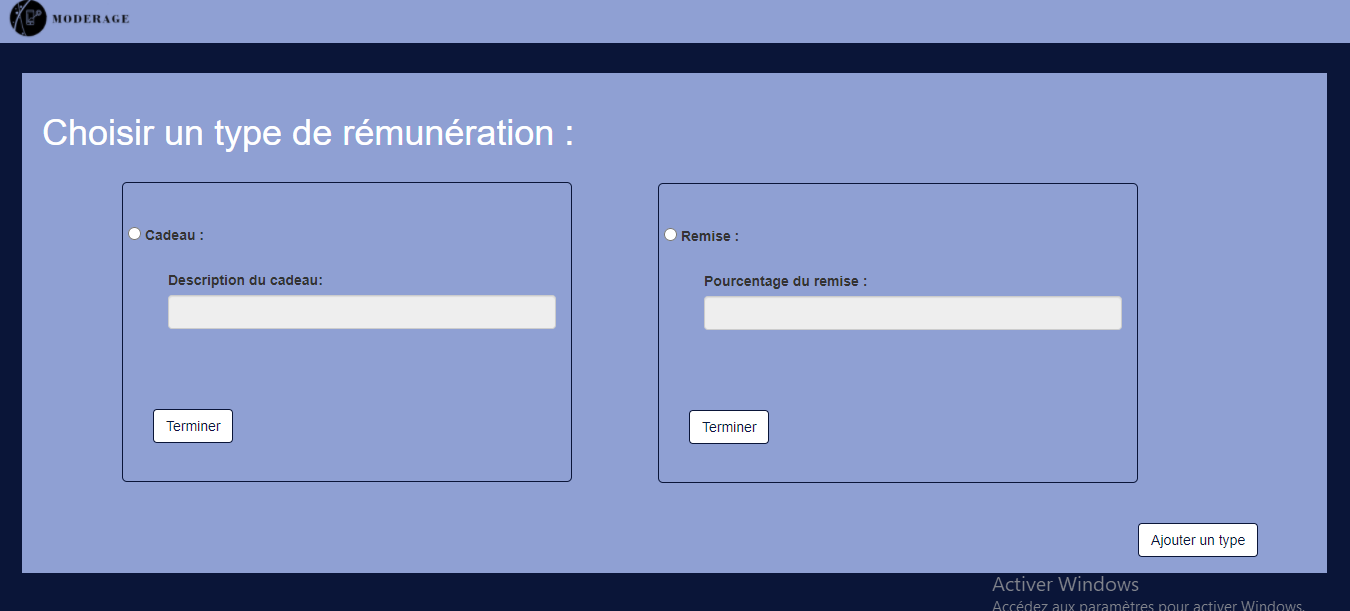 MODERAGE
Choisir un type de rémunération :
Cadeau :
Description du cadeau:
Terminer
Remise :
Pourcentage du remise :
Terminer
Ajouter un type
Activer Windows
Accédez aux paramètres pour activer Windows.